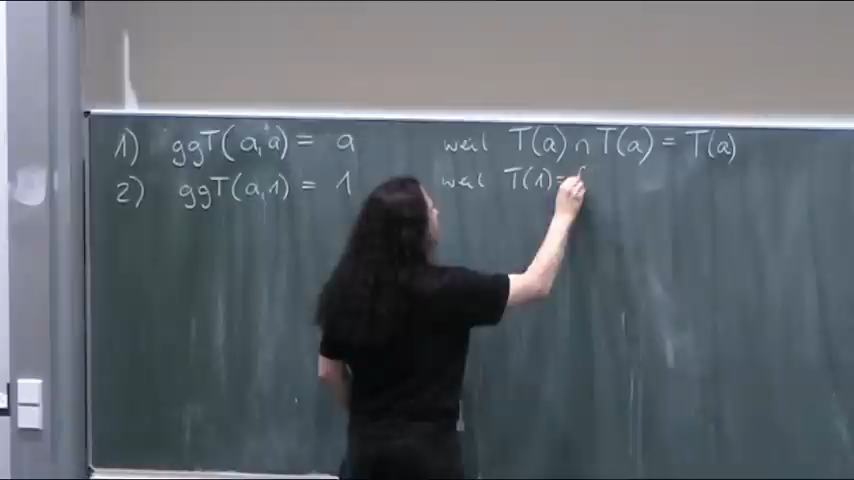 1) ggT(a,a) = a weil T(a) ∩ T(a) = T(a)
2) ggT(a,1) = 1 weil T(1) =